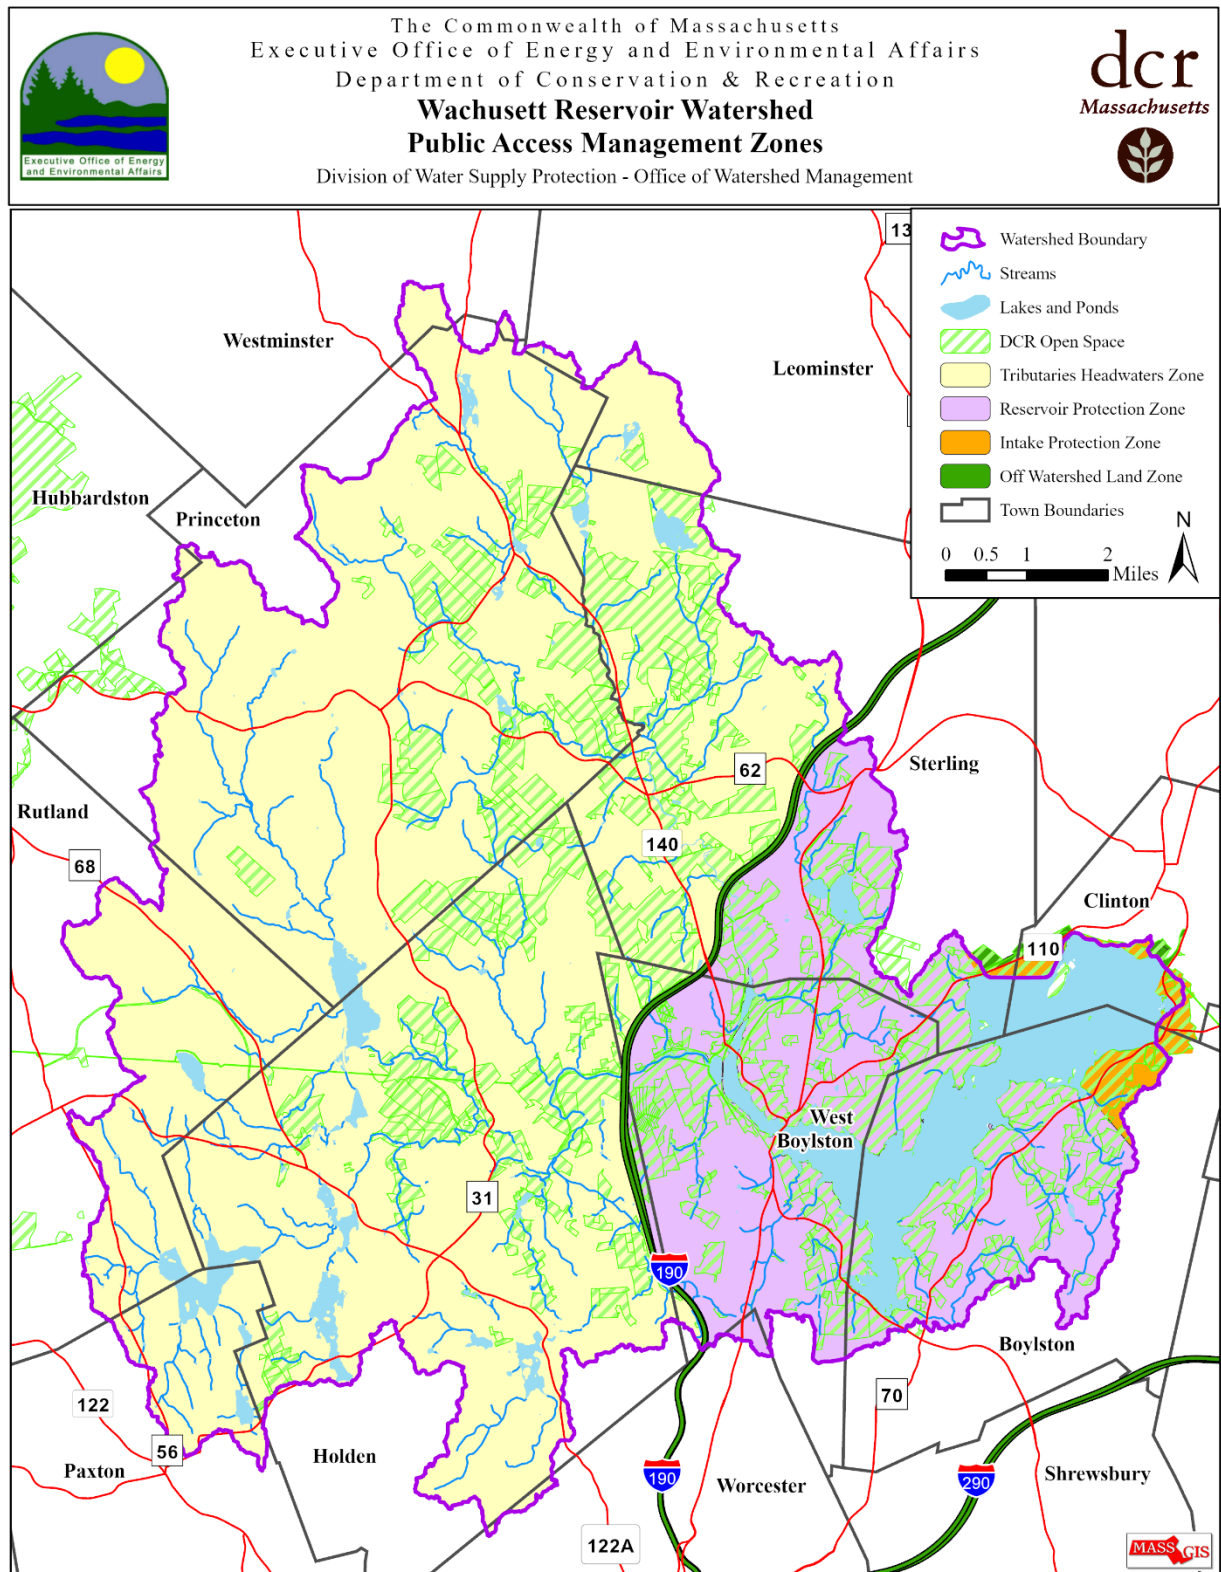 The Commonwealth of Massachusetts
Executive Office of Energy and Environmental Affairs
Department of Conservation & Recreation
Wachusett Reservoir Watershed
Public Access Management Zones
Division of Water Supply Protection - Office of Watershed Management
Executive Office of Energy
and Environmental Affairs
dcr
Massachusetts
13
Watershed Boundary
Streams
Lakes and Ponds
DCR Open Space
Tributaries Headwaters Zone
Reservoir Protection Zone
Intake Protection Zone
Off Watershed Land Zone
Town Boundaries
N
0 0.5 1 2
Miles
Westminster
Leominster
Hubbardston
Princeton
Sterling
62
Rutland
68
140
Clinton
110
West
Boylston
31
190
Boylston
70
122
56
Paxton
Holden
190
Worcester
290
Shrewsbury
122A
MASS GIS